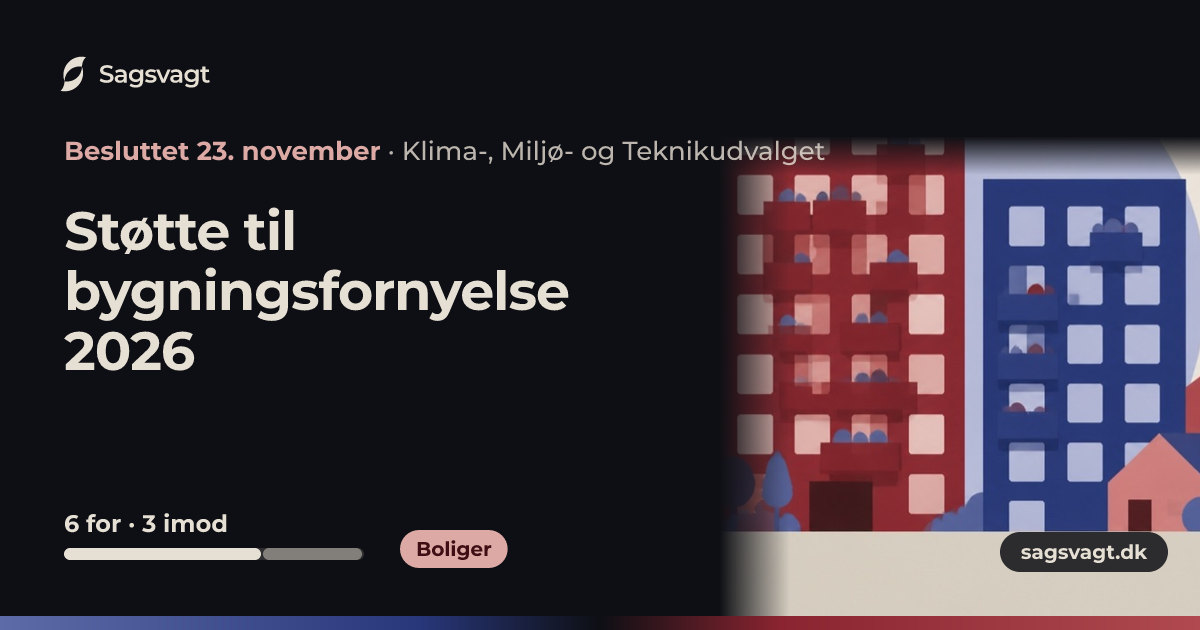 Sagsvagt
Besluttet 23. november · Klima-, Miljø- og Teknikudvalget
Støtte til
bygningsfornyelse
2026
6 for · 3 imod
Boliger
sagsvagt.dk